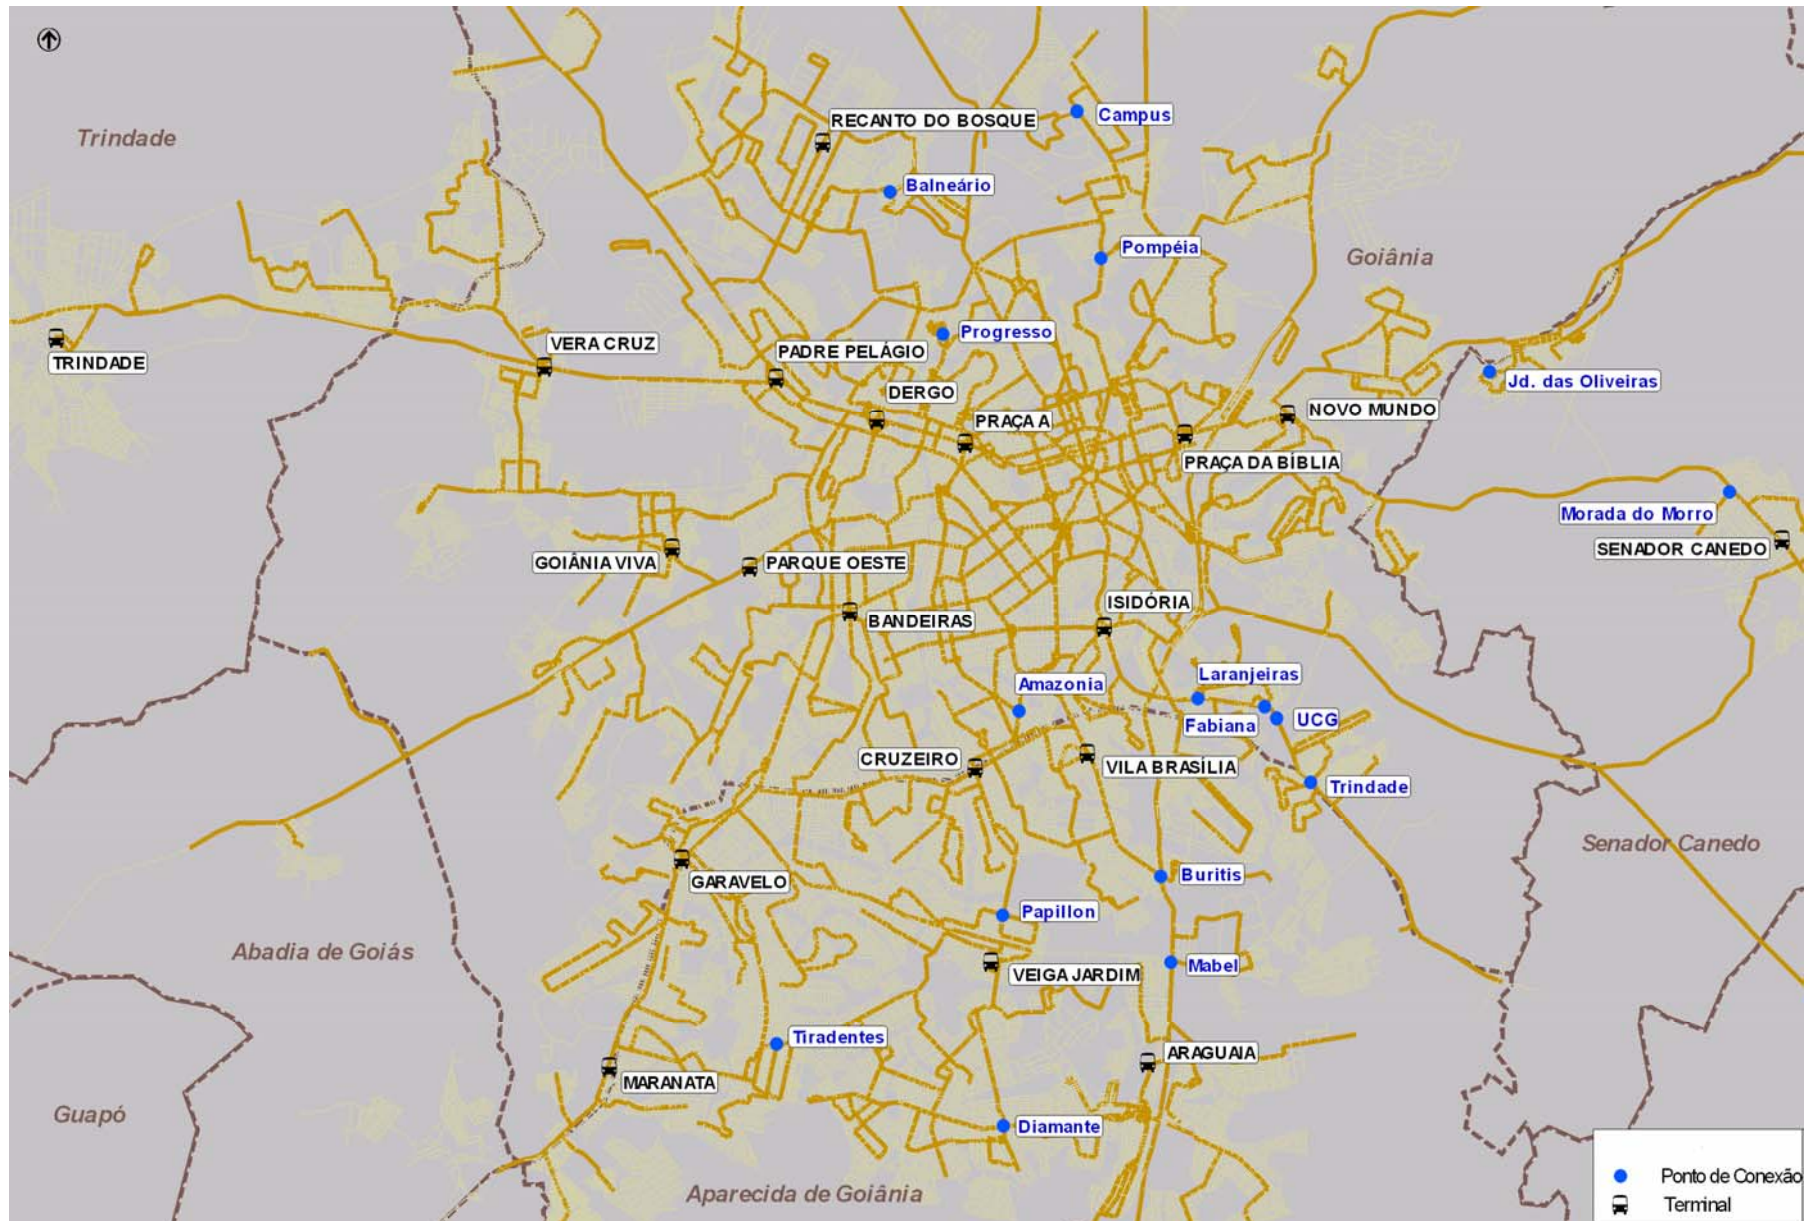 RECANTO DO BOSQUE
Campus
Trindade
Balneário
Pompéia
Goiânia
Progresso
VERA CRUZ
PADRE PELÁGIO
TRINDADE
Jd. das Oliveiras
DERGO
NOVO MUNDO
PRAÇA A
PRAÇA DA BÍBLIA
Morada do Morro
SENADOR CANEDO
GOIÂNIA VIVA
PARQUE OESTE
ISIDÓRIA
BANDEIRAS
Laranjeiras
Amazonia
UCG
Fabiana
CRUZEIRO
VILA BRASÍLIA
Trindade
Senador Canedo
Buritis
GARAVELO
Papillon
Abadia de Goiás
Mabel
VEIGA JARDIM
Tiradentes
ARAGUAIA
MARANATA
Guapó
Diamante
Aparecida de Goiânia
Ponto de Conexão
Terminal